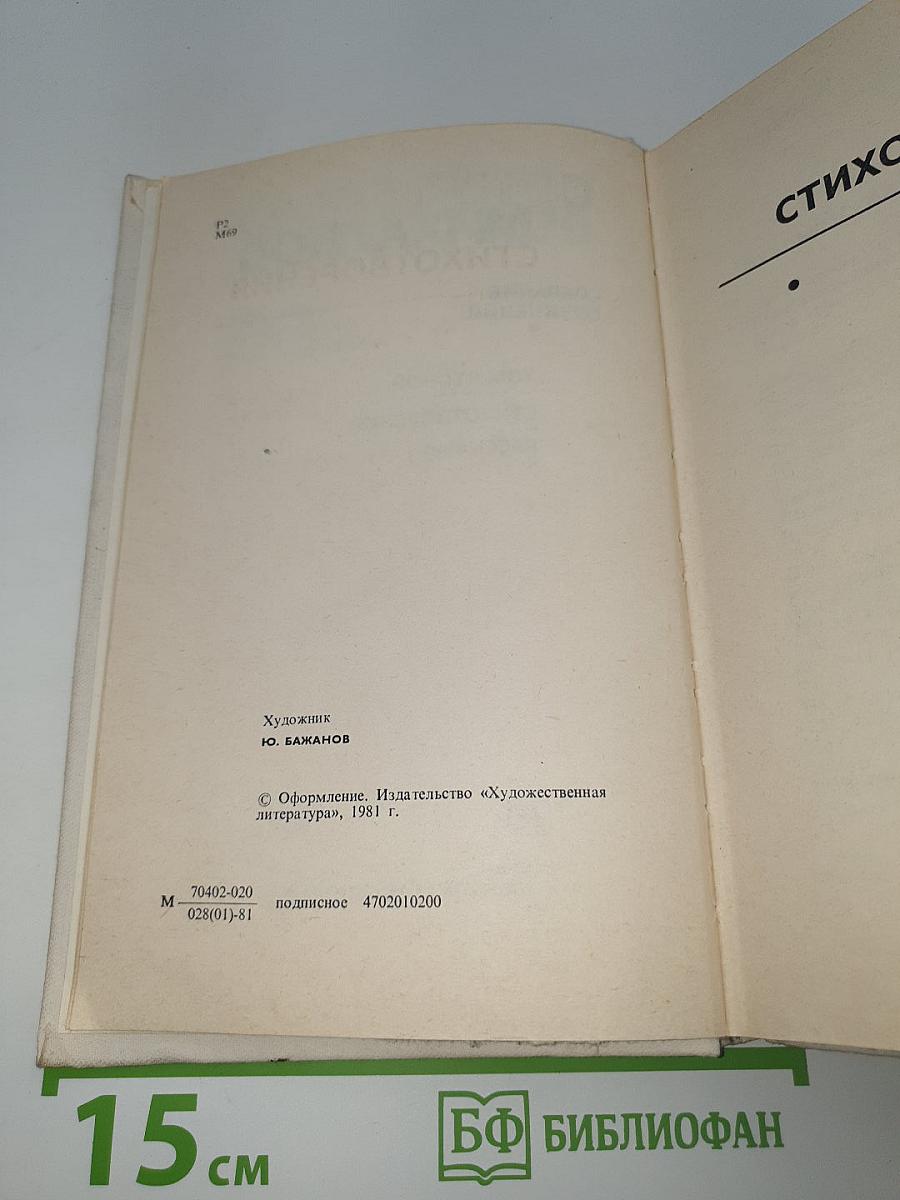 Р2
М69
СТИХО
Художник
Ю. БАЖАНОВ
© Оформление. Издательство «Художественная
литература», 1981 г.
М 70402-020
028(01)-81 подписное 4702010200
15 см
БФ БИБЛИОФАН